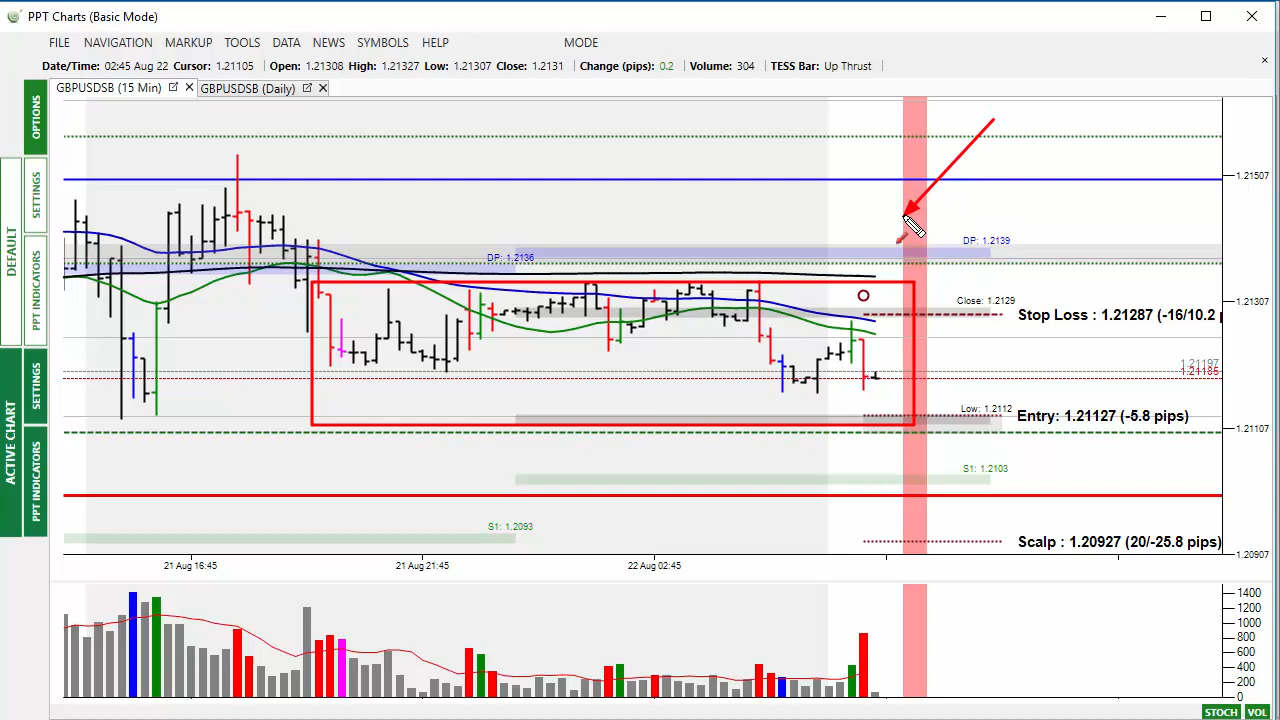 PPT Charts (Basic Mode)
FILE NAVIGATION MARKUP TOOLS DATA NEWS SYMBOLS HELP MODE
Date/Time: 02:45 Aug 22 Cursor: 1.21105 Open: 1.21308 High: 1.21327 Low: 1.21307 Close: 1.2131 Change (pips): 0.2 Volume: 304 TESS Bar: Up Thrust
GBPUSDSB (15 Min) GBPUSDSB (Daily)
OPTIONS
SETTINGS
DEFAULT
PPT INDICATORS
SETTINGS
ACTIVE CHART
PPT INDICATORS
1.21507
DP: 1.2139
DP: 1.2136
Close: 1.2129
1.21307
Stop Loss : 1.21287 (-16/10.2 p
1.21197
1.21185
Low: 1.2112
Entry: 1.21127 (-5.8 pips)
1.21107
S1: 1.2103
S1: 1.2093
Scalp : 1.20927 (20/-25.8 pips)
1.20907
21 Aug 16:45 21 Aug 21:45 22 Aug 02:45
1400
1200
1000
800
600
400
200
0
STOCH VOL